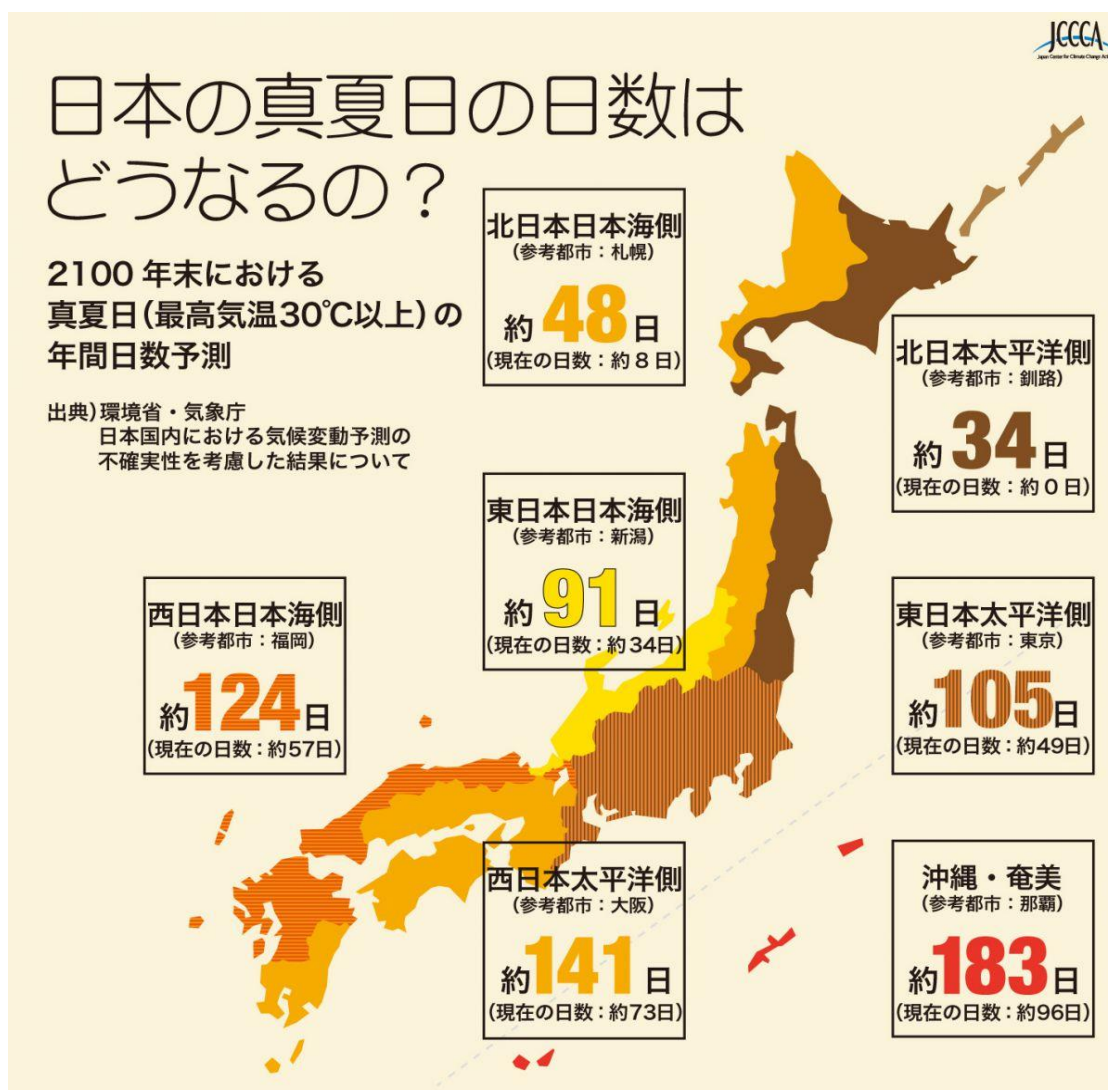 JCCCA
日本の真夏日の日数は
どうなるの？
2100 年末における
真夏日（最高気温30℃以上）の
年間日数予測
出典）環境省・気象庁
日本国内における気候変動予測の
不確実性を考慮した結果について
北日本日本海側
（参考都市：札幌）
約48日
（現在の日数：約８日）
北日本太平洋側
（参考都市：釧路）
約34日
（現在の日数：約０日）
東日本日本海側
（参考都市：新潟）
約91日
（現在の日数：約34日）
西日本日本海側
（参考都市：福岡）
約124日
（現在の日数：約57日）
東日本太平洋側
（参考都市：東京）
約105日
（現在の日数：約49日）
西日本太平洋側
（参考都市：大阪）
約141日
（現在の日数：約73日）
沖縄・奄美
（参考都市：那覇）
約183日
（現在の日数：約96日）